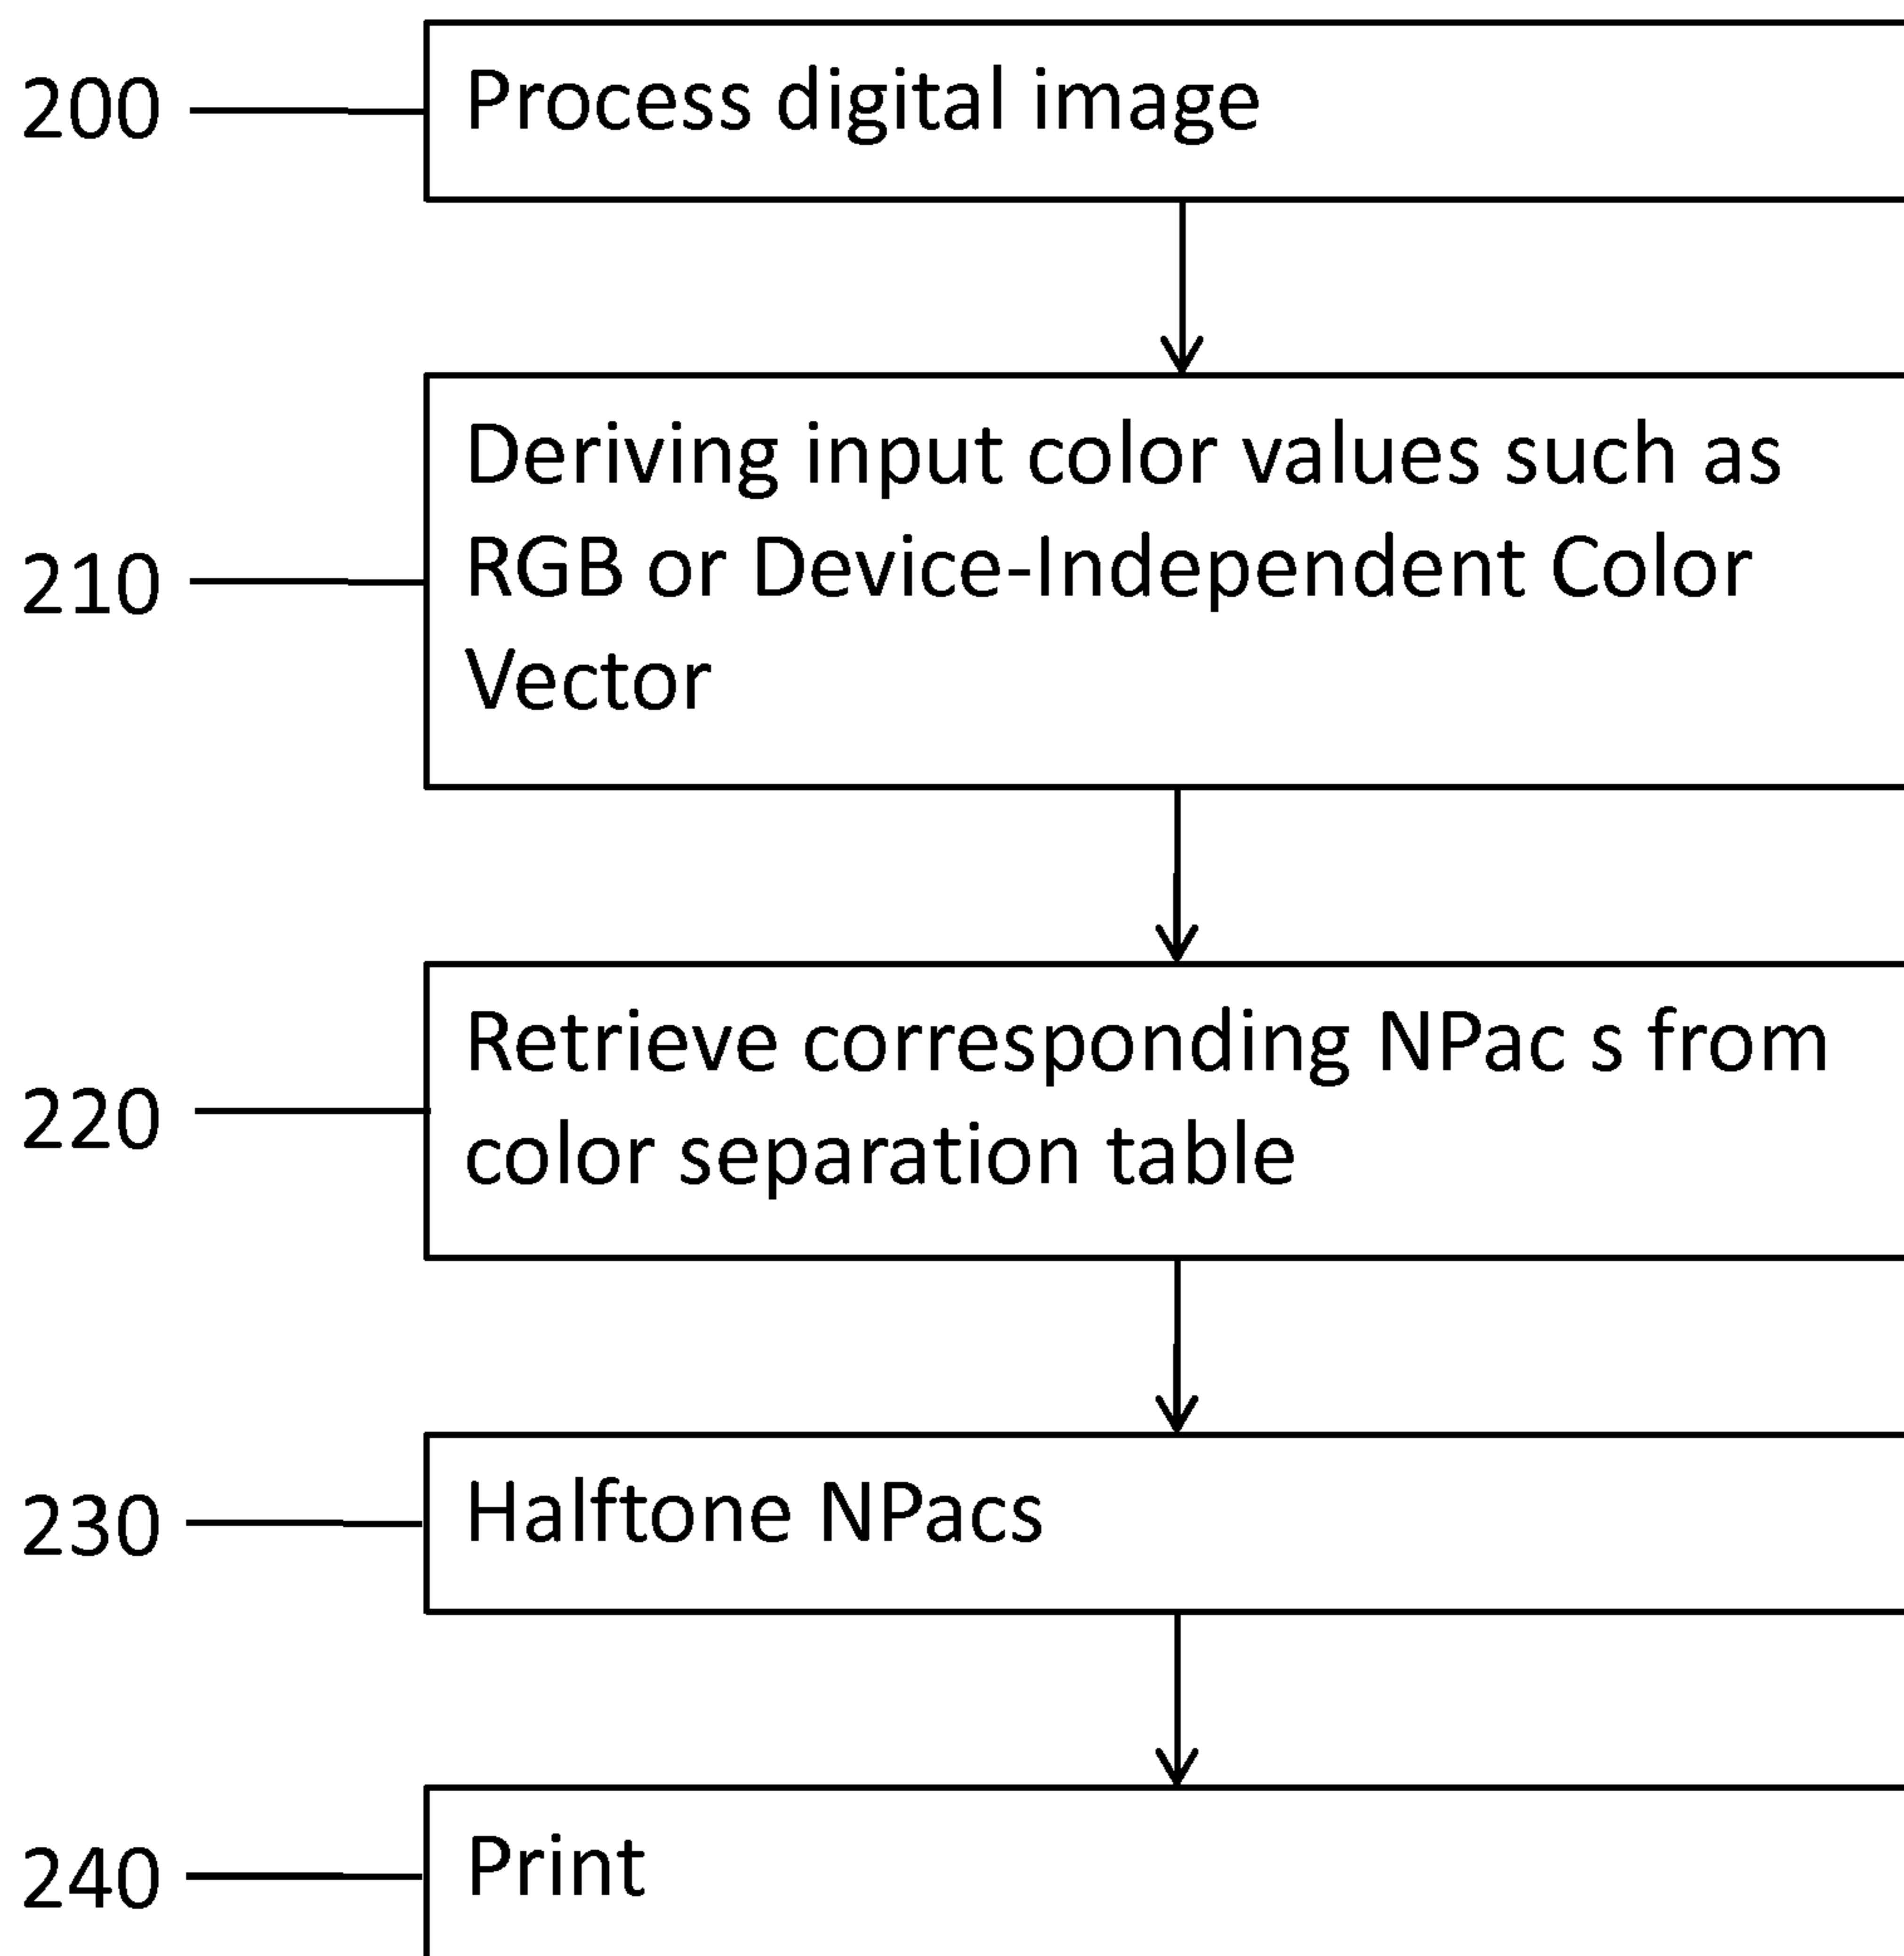 200
Process digital image
Deriving input color values such as
210
RGB or Device-Independent Color
Vector
220
Retrieve corresponding NPac s from
color separation table
230
Halftone NPacs
240
Print